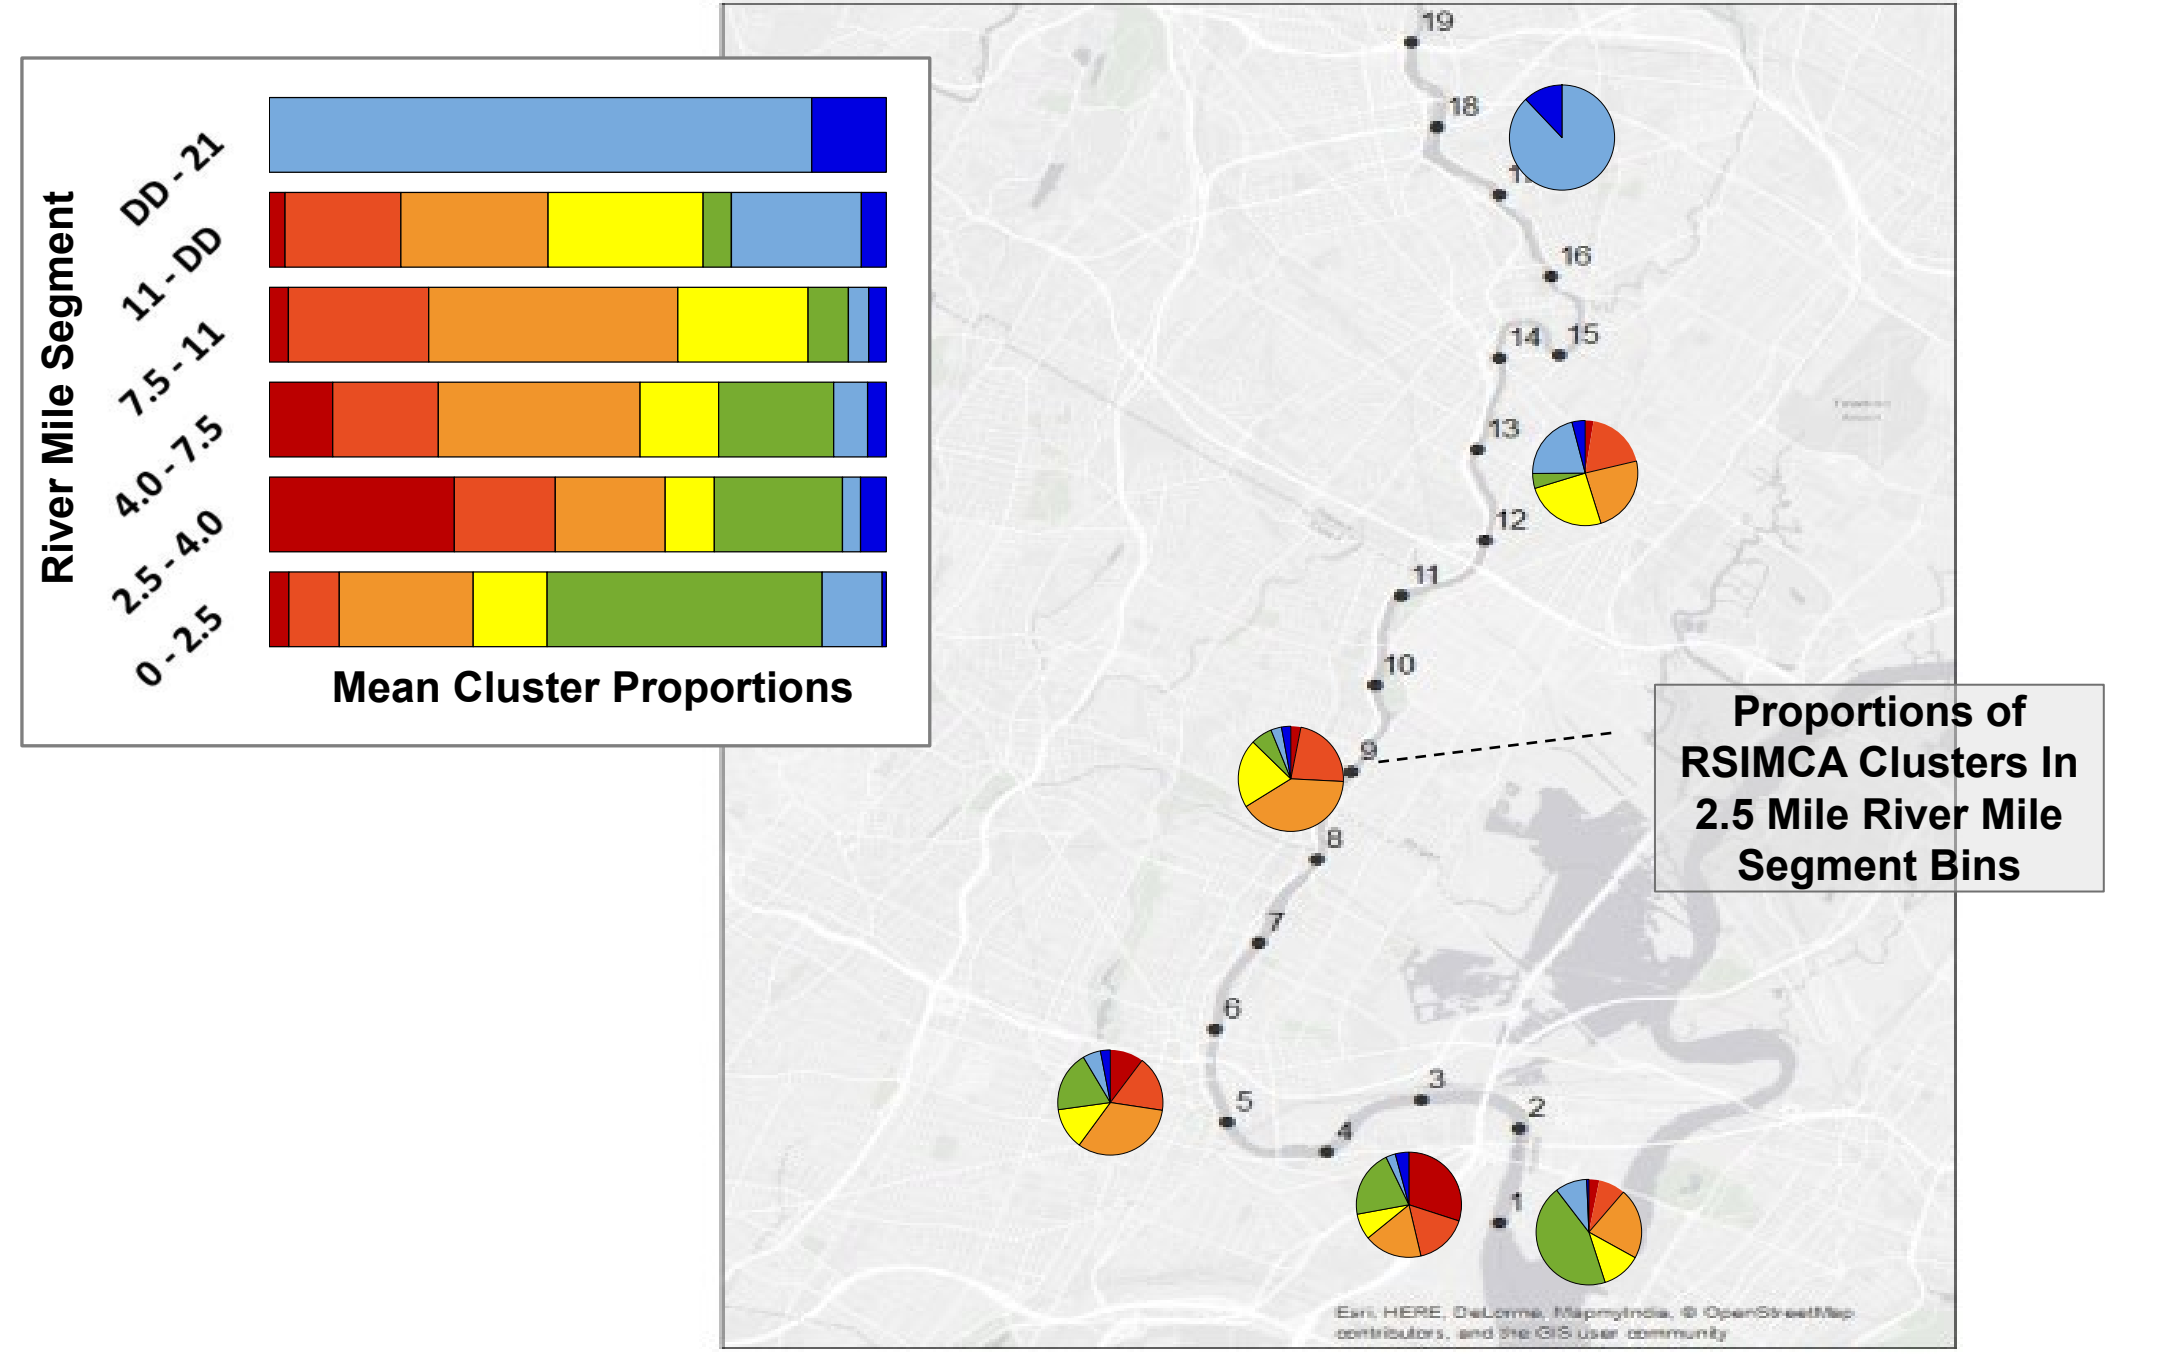 River Mile Segment
DD - 21
11 - DD
7.5 - 11
4.0 - 7.5
2.5 - 4.0
0 - 2.5
Mean Cluster Proportions
19
18
16
14
15
13
12
11
10
9
8
7
6
5
4
3
2
1
Proportions of
RSIMCA Clusters In
2.5 Mile River Mile
Segment Bins
Esri, HERE, DeLorme, MapmyIndia, © OpenStreetMap
contributors, and the GIS user community